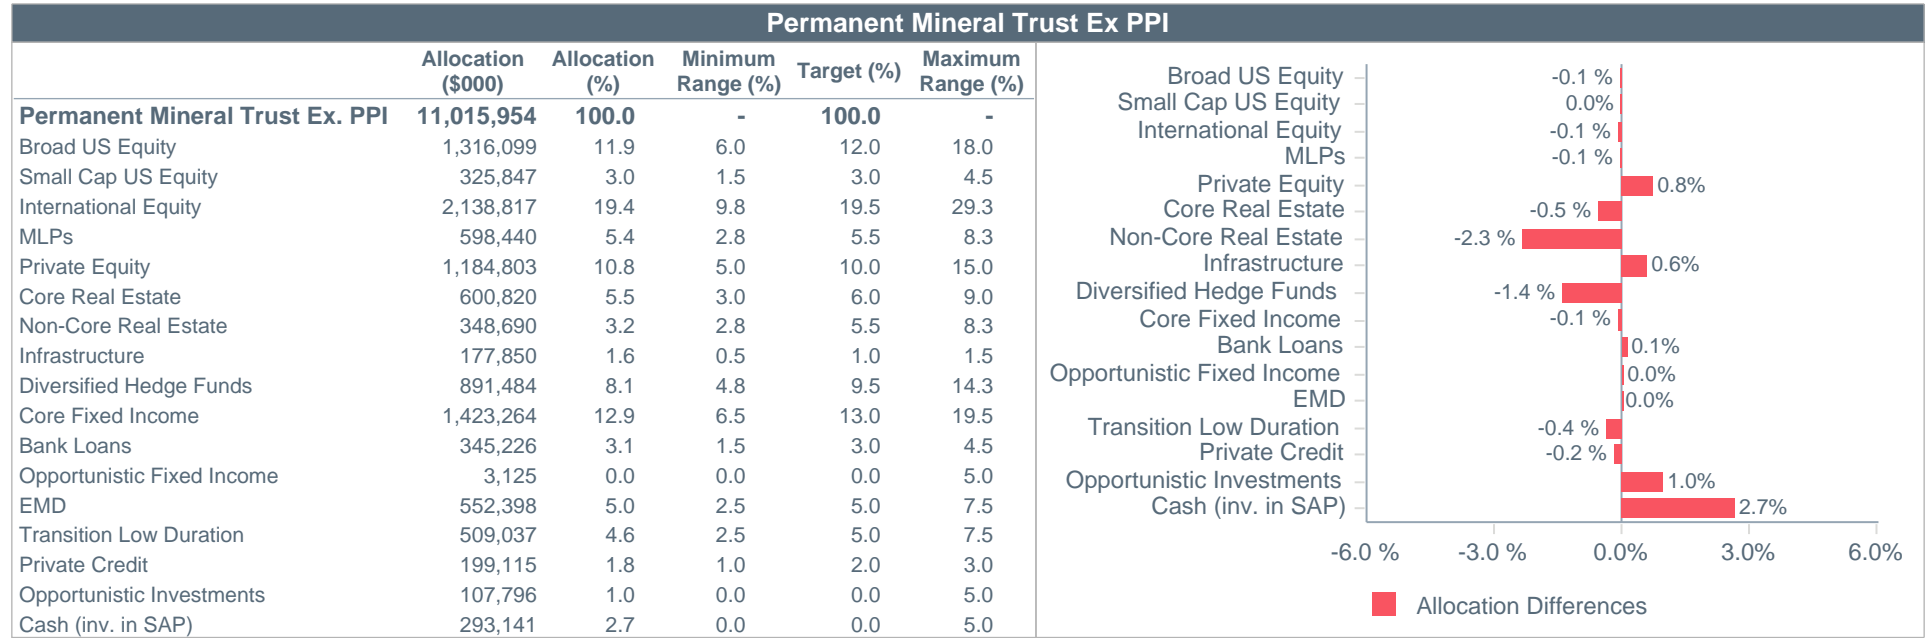 Permanent Mineral Trust Ex PPI
Allocation ($000) Allocation (%) Minimum Range (%) Target (%) Maximum Range (%)
Permanent Mineral Trust Ex. PPI 11,015,954 100.0 - 100.0 -
Broad US Equity 1,316,099 11.9 6.0 12.0 18.0
Small Cap US Equity 325,847 3.0 1.5 3.0 4.5
International Equity 2,138,817 19.4 9.8 19.5 29.3
MLPs 598,440 5.4 2.8 5.5 8.3
Private Equity 1,184,803 10.8 5.0 10.0 15.0
Core Real Estate 600,820 5.5 3.0 6.0 9.0
Non-Core Real Estate 348,690 3.2 2.8 5.5 8.3
Infrastructure 177,850 1.6 0.5 1.0 1.5
Diversified Hedge Funds 891,484 8.1 4.8 9.5 14.3
Core Fixed Income 1,423,264 12.9 6.5 13.0 19.5
Bank Loans 345,226 3.1 1.5 3.0 4.5
Opportunistic Fixed Income 3,125 0.0 0.0 0.0 5.0
EMD 552,398 5.0 2.5 5.0 7.5
Transition Low Duration 509,037 4.6 2.5 5.0 7.5
Private Credit 199,115 1.8 1.0 2.0 3.0
Opportunistic Investments 107,796 1.0 0.0 0.0 5.0
Cash (inv. in SAP) 293,141 2.7 0.0 0.0 5.0
Broad US Equity -0.1 %
Small Cap US Equity 0.0%
International Equity -0.1 %
MLPs -0.1 %
Private Equity 0.8%
Core Real Estate -0.5 %
Non-Core Real Estate -2.3 %
Infrastructure 0.6%
Diversified Hedge Funds -1.4 %
Core Fixed Income -0.1 %
Bank Loans 0.1%
Opportunistic Fixed Income 0.0%
EMD 0.0%
Transition Low Duration -0.4 %
Private Credit -0.2 %
Opportunistic Investments 1.0%
Cash (inv. in SAP) 2.7%
-6.0 % -3.0 % 0.0% 3.0% 6.0%
Allocation Differences